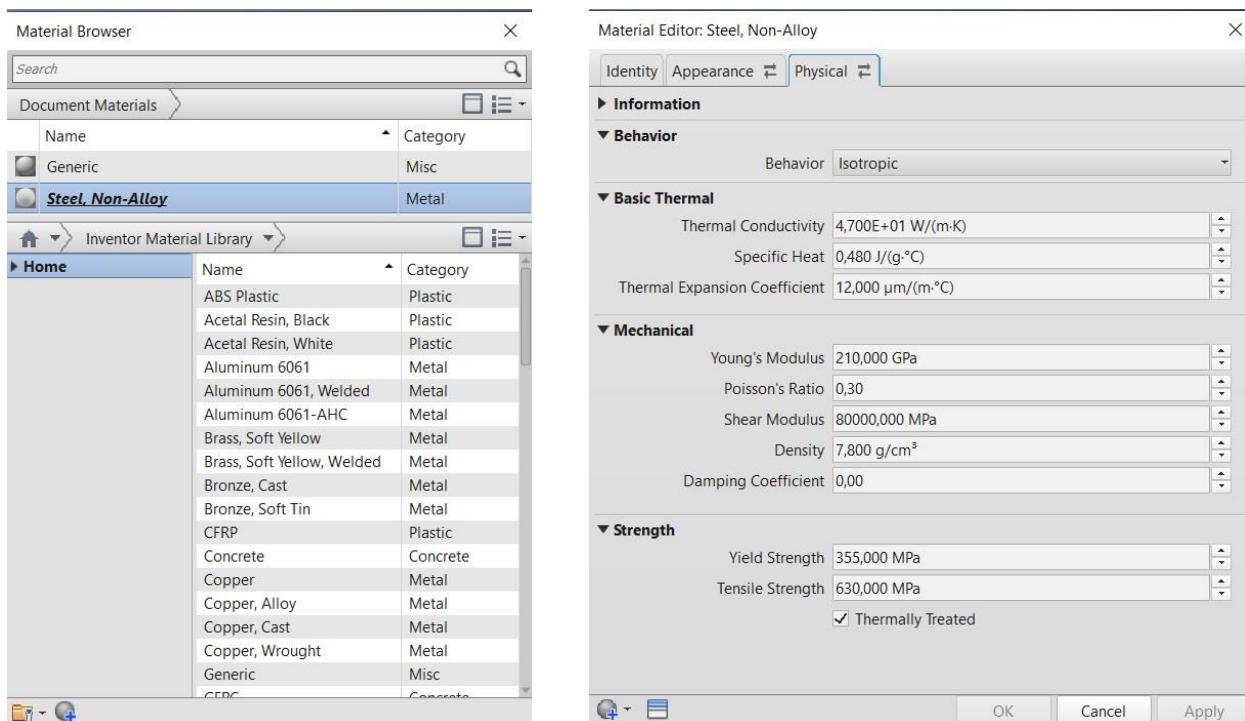 Material Browser
Search
Document Materials
Name Category
Generic Misc
Steel, Non-Alloy Metal
Inventor Material Library
Home
Name Category
ABS Plastic Plastic
Acetal Resin, Black Plastic
Acetal Resin, White Plastic
Aluminum 6061 Metal
Aluminum 6061, Welded Metal
Aluminum 6061-AHC Metal
Brass, Soft Yellow Metal
Brass, Soft Yellow, Welded Metal
Bronze, Cast Metal
Bronze, Soft Tin Metal
CFRP Plastic
Concrete Concrete
Copper Metal
Copper, Alloy Metal
Copper, Cast Metal
Copper, Wrought Metal
Generic Misc
Material Editor: Steel, Non-Alloy
Identity Appearance Physical
Information
Behavior
Behavior Isotropic
Basic Thermal
Thermal Conductivity 4,700E+01 W/(m·K)
Specific Heat 0,480 J/(g·°C)
Thermal Expansion Coefficient 12,000 µm/(m·°C)
Mechanical
Young's Modulus 210,000 GPa
Poisson's Ratio 0,30
Shear Modulus 80000,000 MPa
Density 7,800 g/cm³
Damping Coefficient 0,00
Strength
Yield Strength 355,000 MPa
Tensile Strength 630,000 MPa
Thermally Treated
OK Cancel Apply